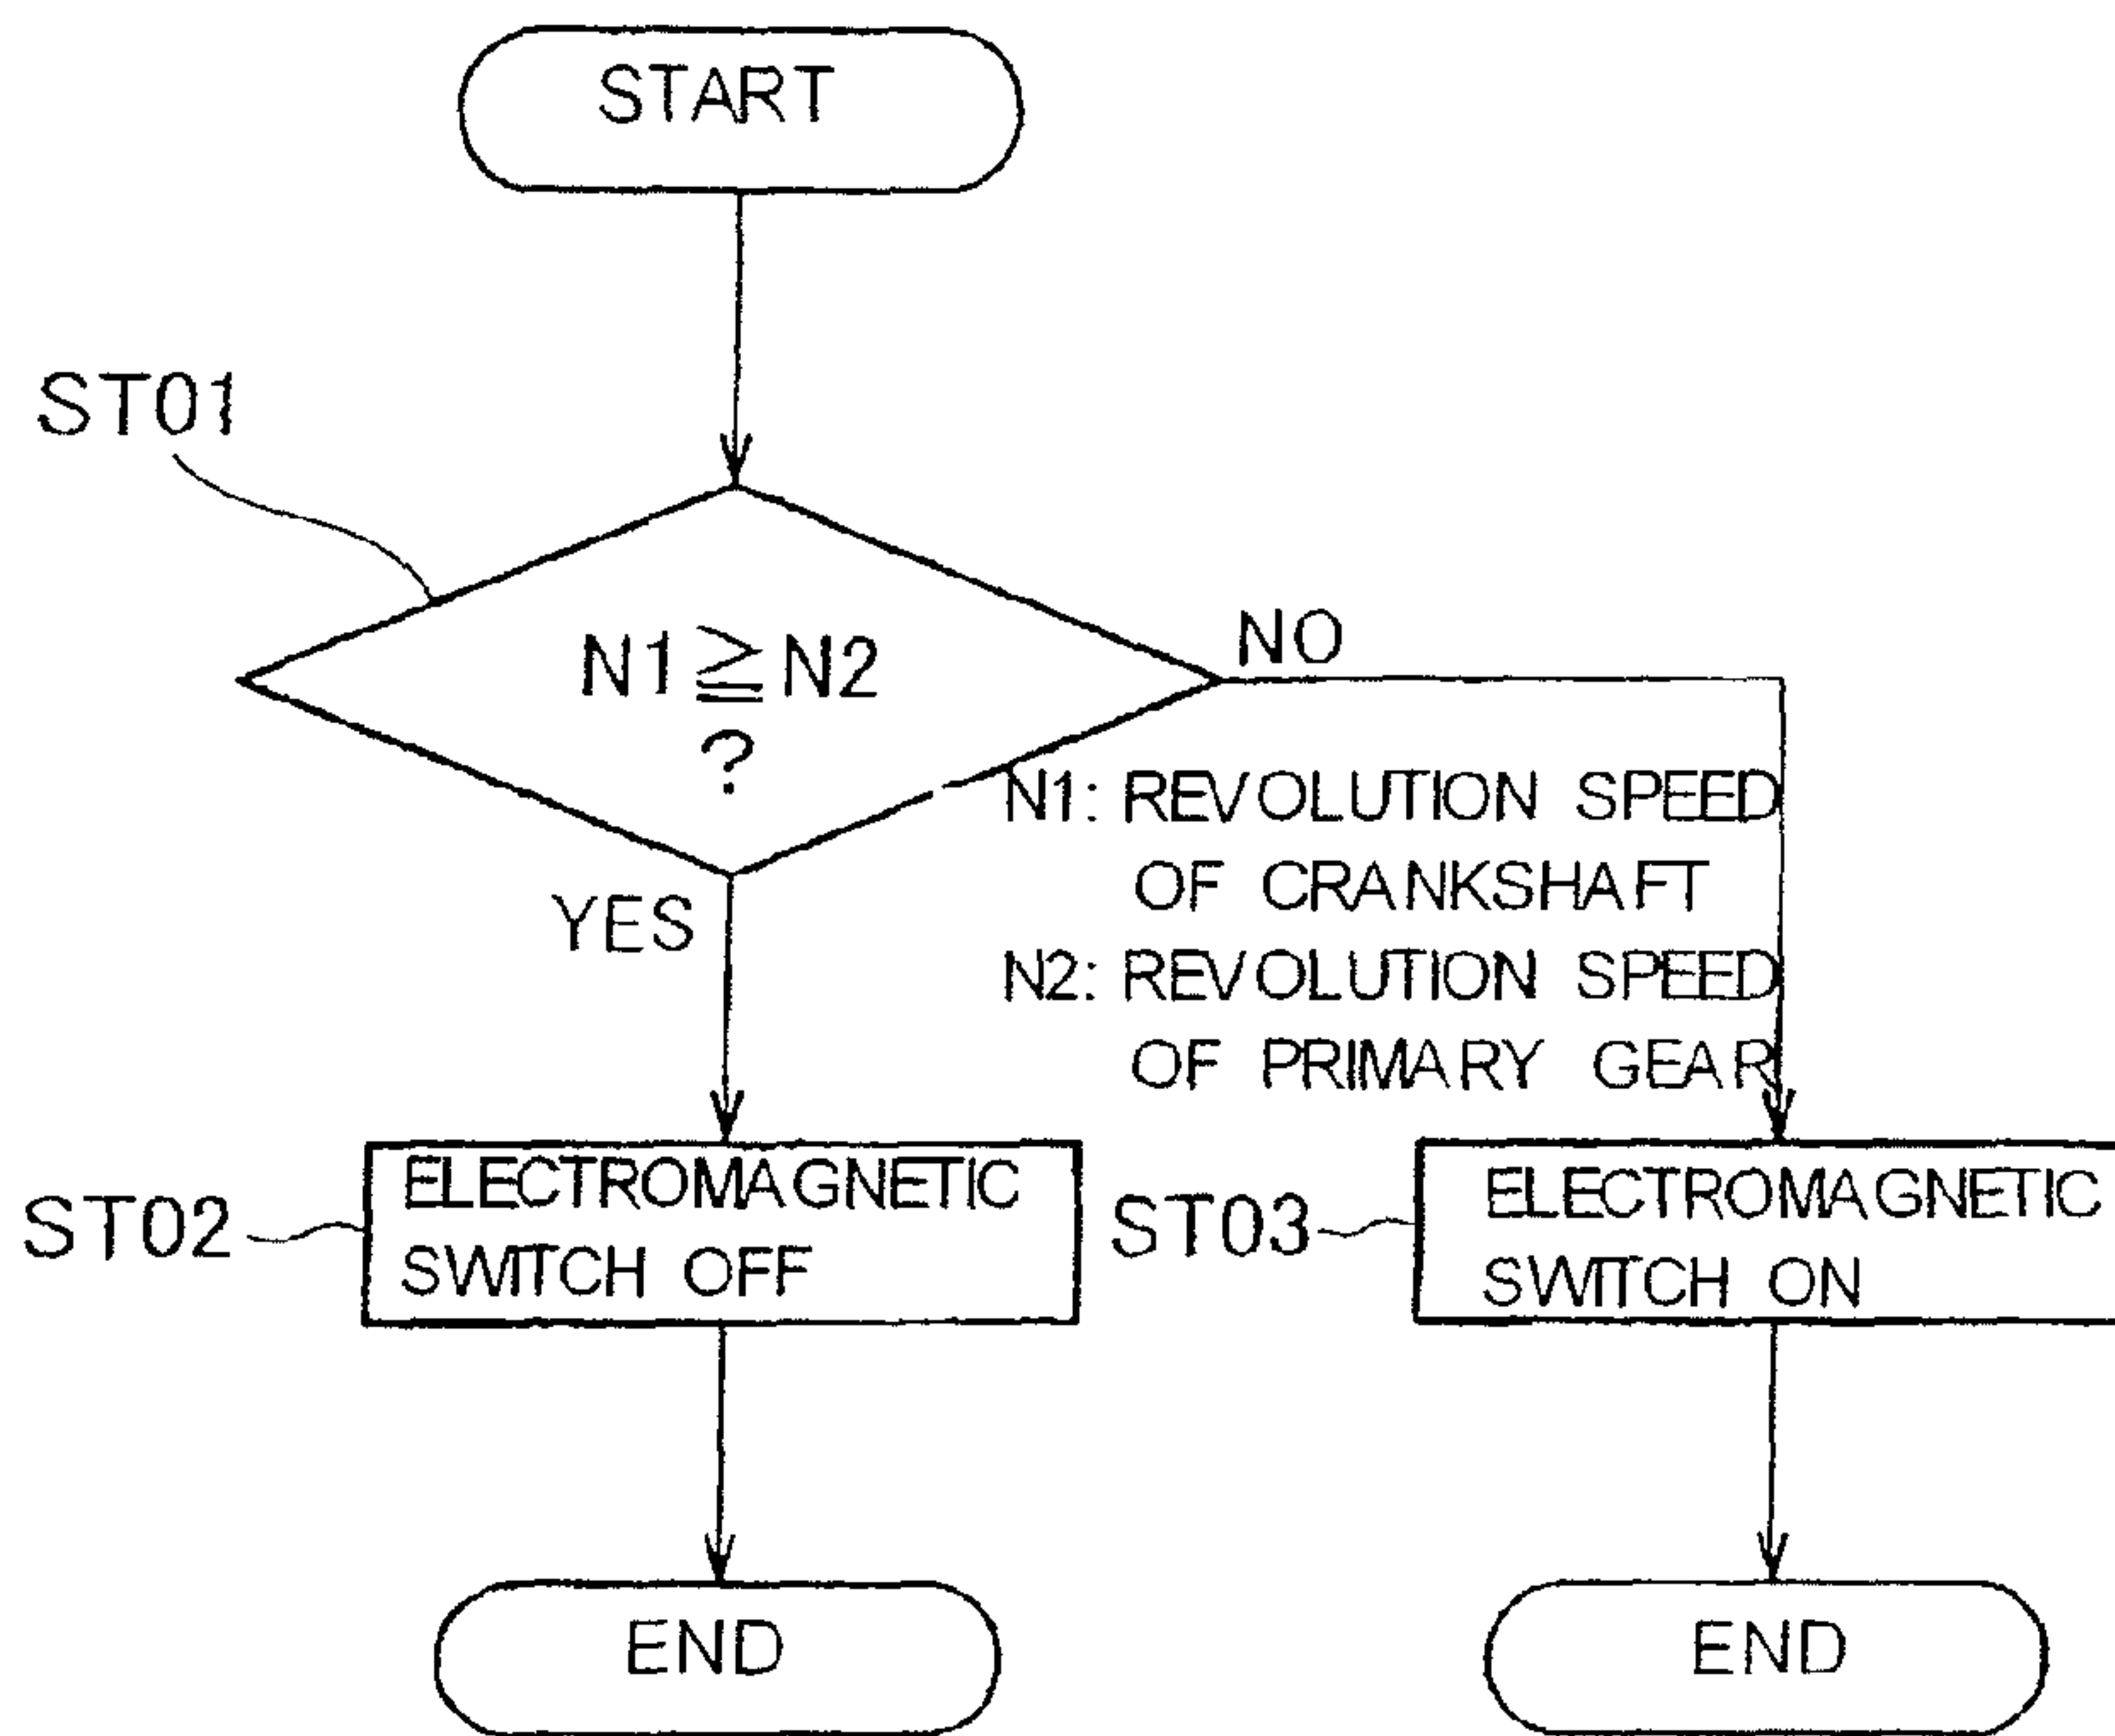 START
ST01
N1≧N2
?
NO
N1: REVOLUTION SPEED
OF CRANKSHAFT
N2: REVOLUTION SPEED
OF PRIMARY GEAR
YES
ST02
ELECTROMAGNETIC
SWITCH OFF
ST03
ELECTROMAGNETIC
SWITCH ON
END
END